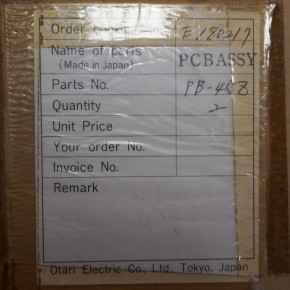 Order E180217
Name of parts PCBASSY
(Made in Japan)
Parts No. PB-45Z
Quantity 2
Unit Price
Your order No.
Invoice No.
Remark
Otari Electric Co., Ltd., Tokyo, Japan